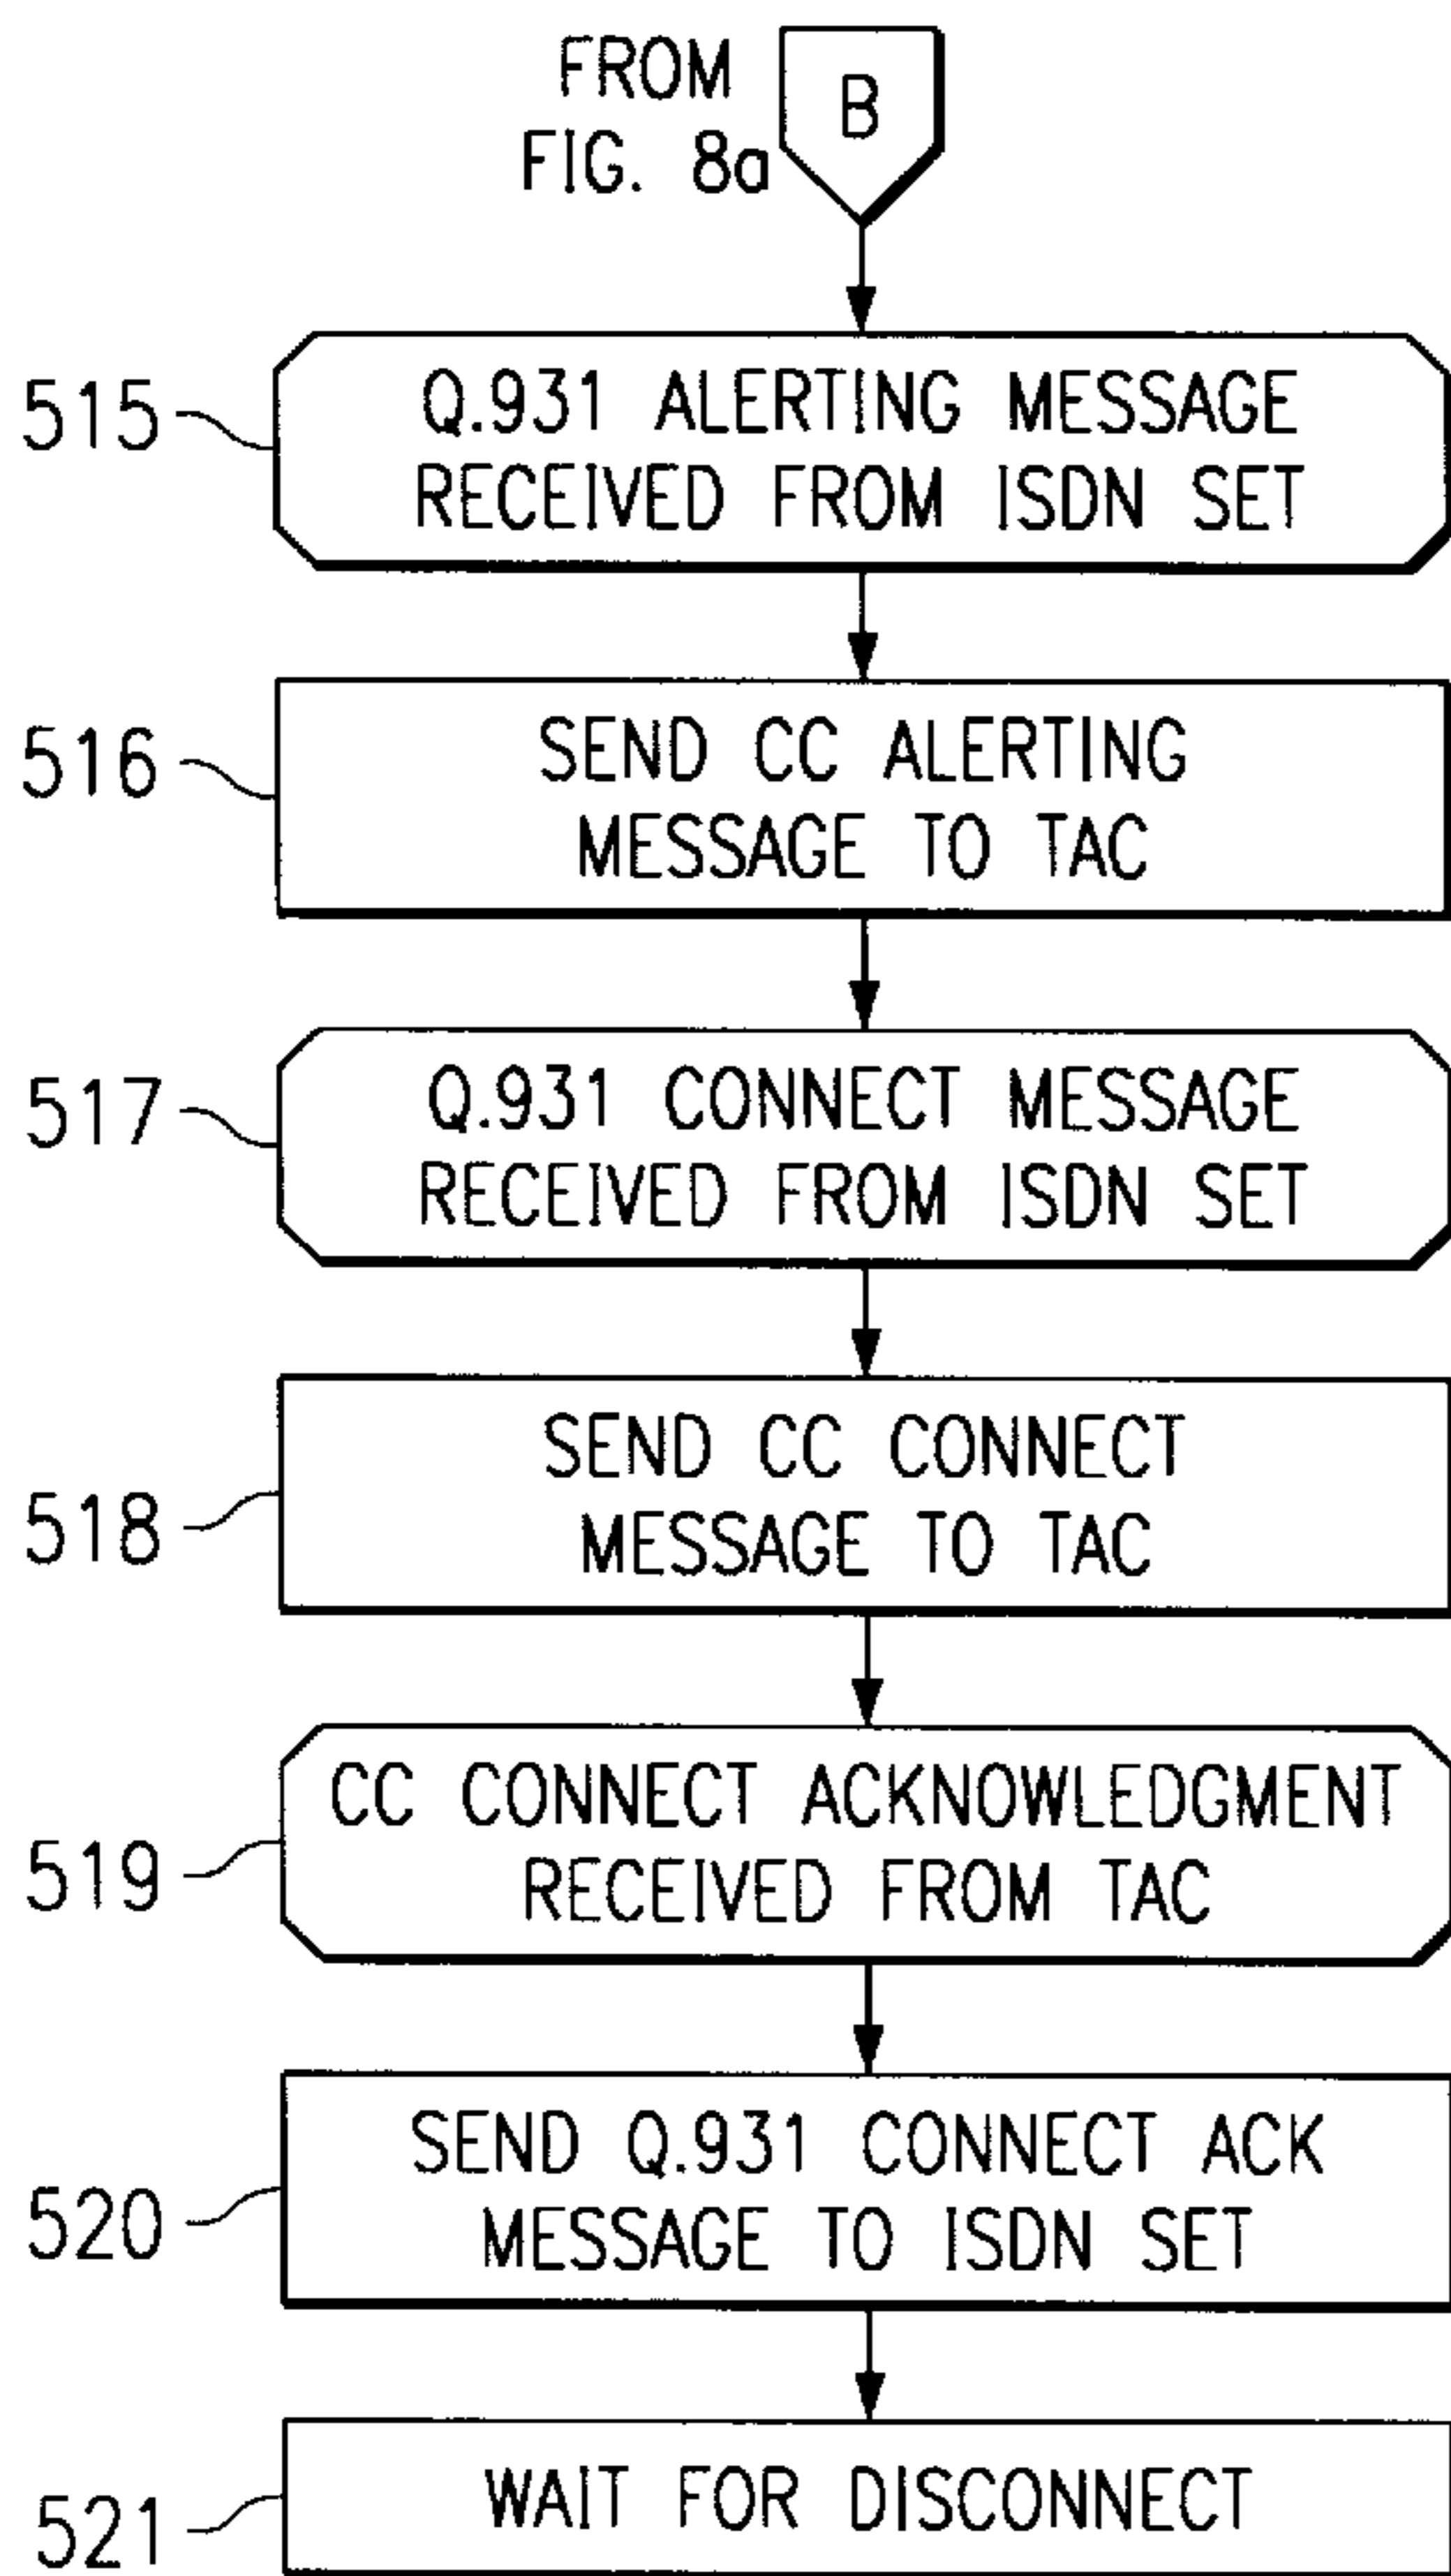 FROM
FIG. 8a
B
515
Q.931 ALERTING MESSAGE
RECEIVED FROM ISDN SET
516
SEND CC ALERTING
MESSAGE TO TAC
517
Q.931 CONNECT MESSAGE
RECEIVED FROM ISDN SET
518
SEND CC CONNECT
MESSAGE TO TAC
519
CC CONNECT ACKNOWLEDGMENT
RECEIVED FROM TAC
520
SEND Q.931 CONNECT ACK
MESSAGE TO ISDN SET
521
WAIT FOR DISCONNECT